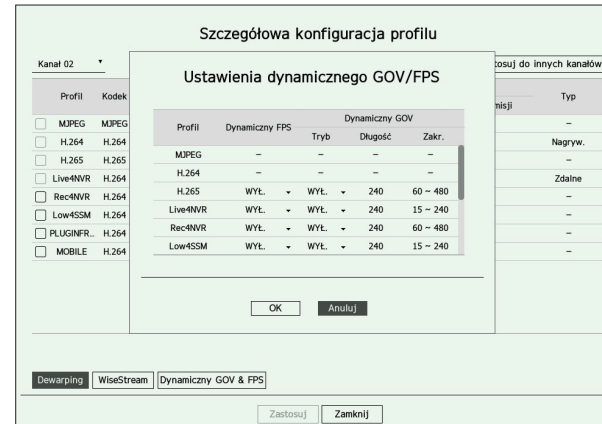 Szczegółowa konfiguracja profilu
Kanał 02
tosuj do innych kanałów
Profil Kodek misji Typ
MJPEG MJPEG –
H.264 H.264 Nagryw.
H.265 H.265 –
Live4NVR H.264 Zdalne
Rec4NVR H.264 –
Low4SSM H.264 –
PLUGINFR... H.264 –
MOBILE H.264 –
Ustawienia dynamicznego GOV/FPS
Profil Dynamiczny FPS Dynamiczny GOV
Tryb Długość Zakr.
MJPEG – – – –
H.264 – – – –
H.265 WYŁ. WYŁ. 240 60 ~ 480
Live4NVR WYŁ. WYŁ. 240 15 ~ 240
Rec4NVR WYŁ. WYŁ. 240 60 ~ 480
Low4SSM WYŁ. WYŁ. 240 15 ~ 240
OK Anuluj
Dewarping WiseStream Dynamiczny GOV & FPS
Zastosuj Zamknij